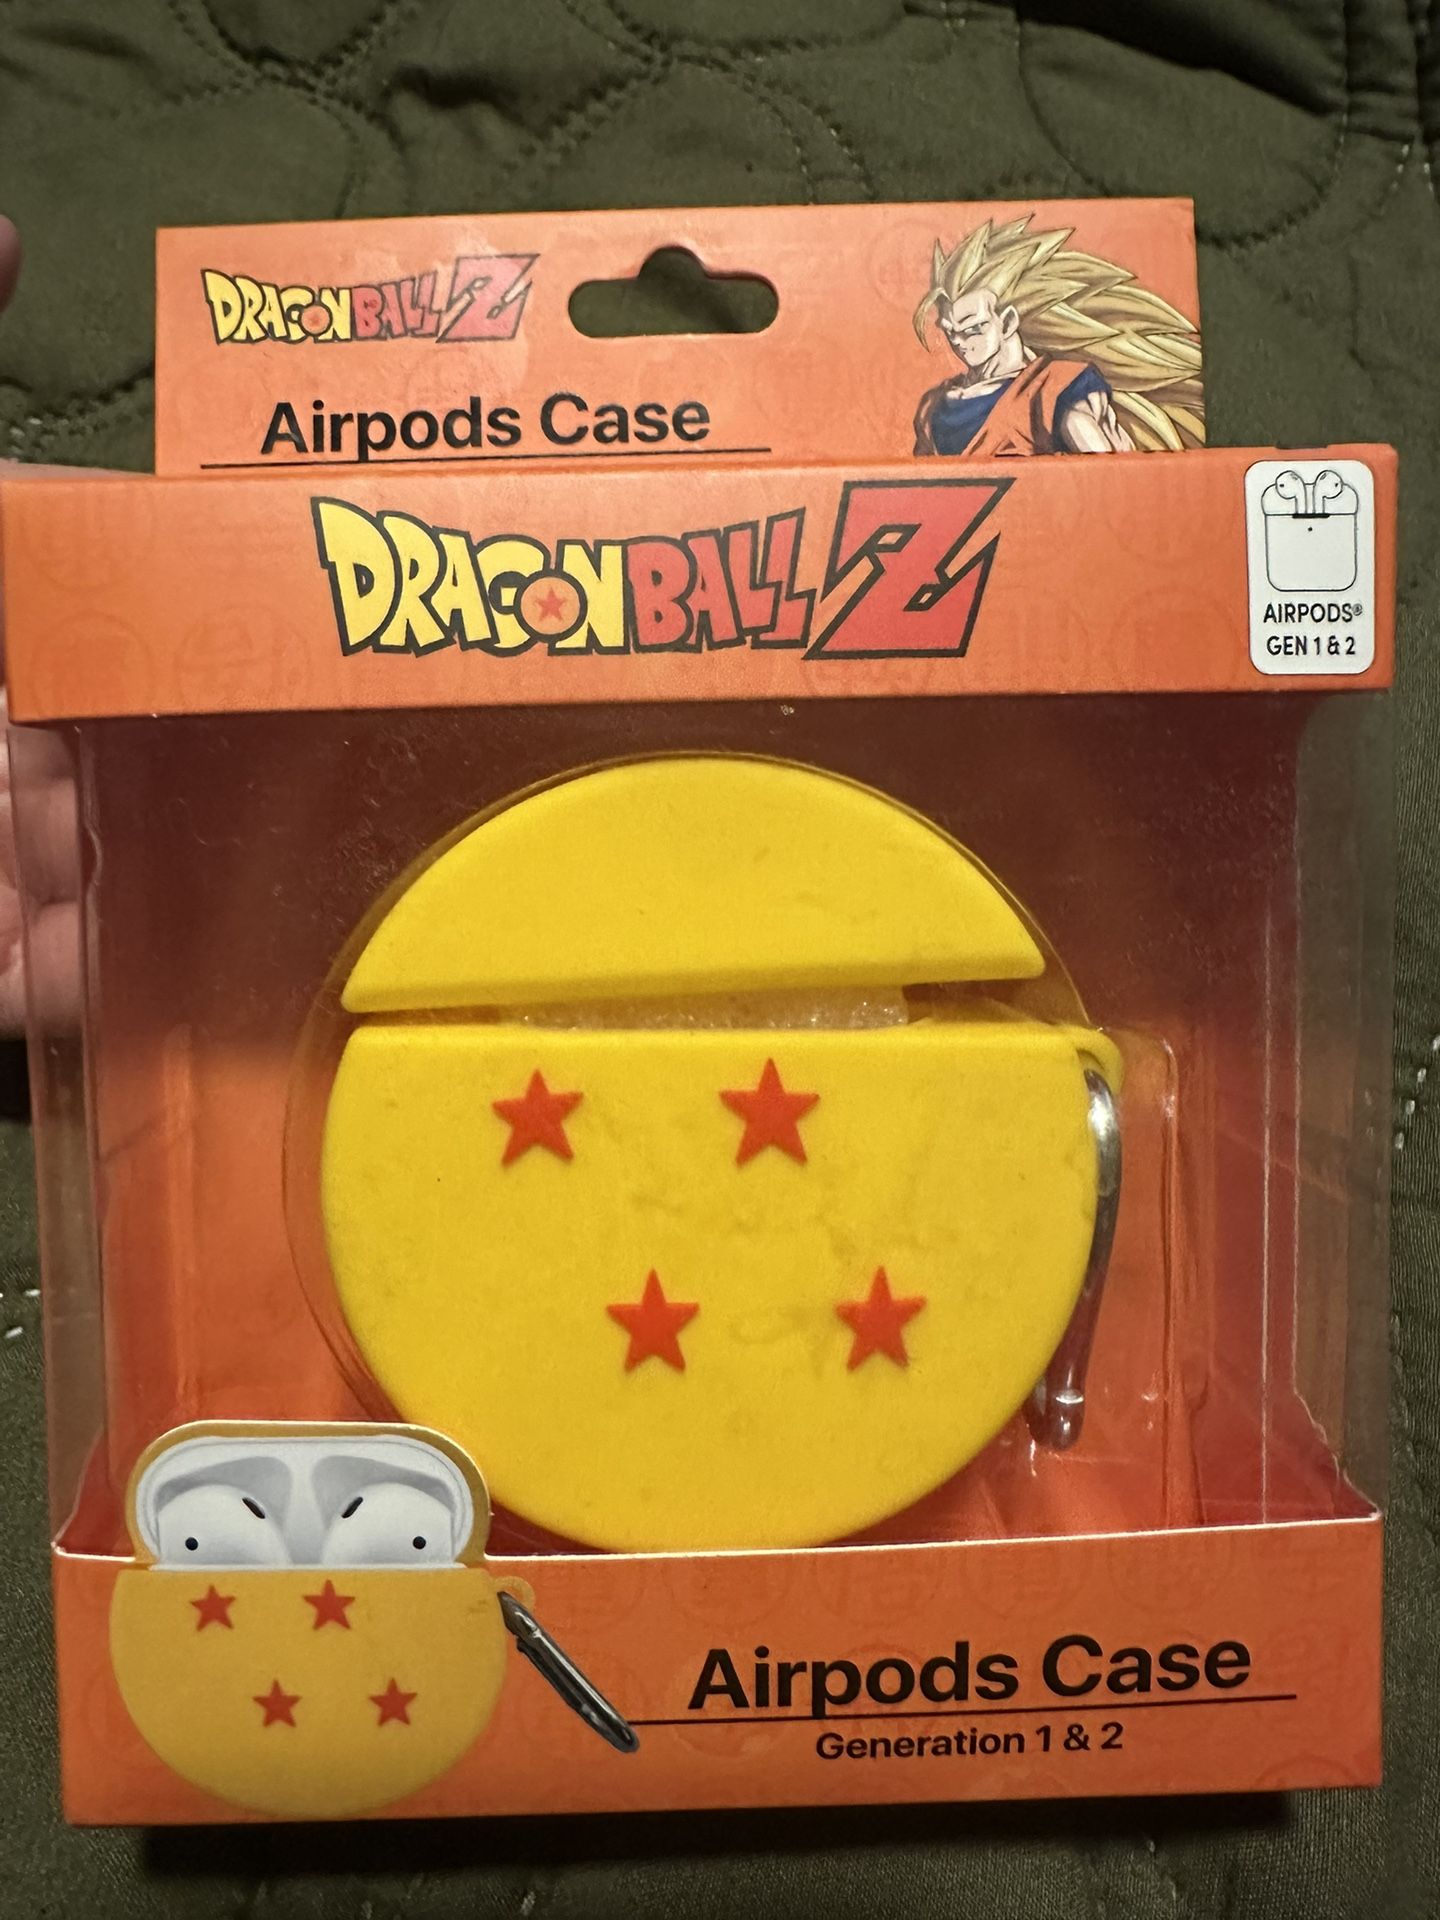 DRAGONBALL Z
Airpods Case
DRAGONBALL Z
AIRPODS®
GEN 1 & 2
Airpods Case
Generation 1 & 2